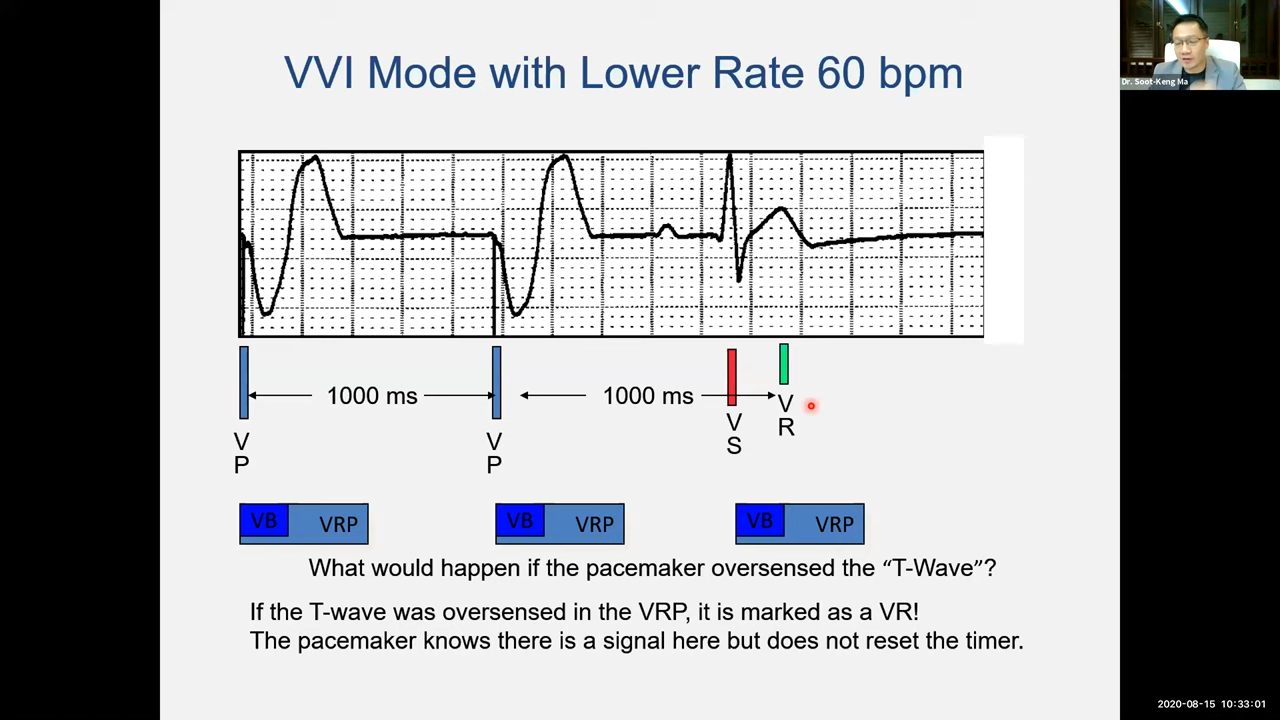 VVI Mode with Lower Rate 60 bpm
Dr. Soot-Keng Ma
1000 ms
1000 ms
V
P
V
P
V
S
V
R
VB
VRP
VB
VRP
VB
VRP
What would happen if the pacemaker oversensed the “T-Wave”?
If the T-wave was oversensed in the VRP, it is marked as a VR!
The pacemaker knows there is a signal here but does not reset the timer.
2020-08-15 10:33:01